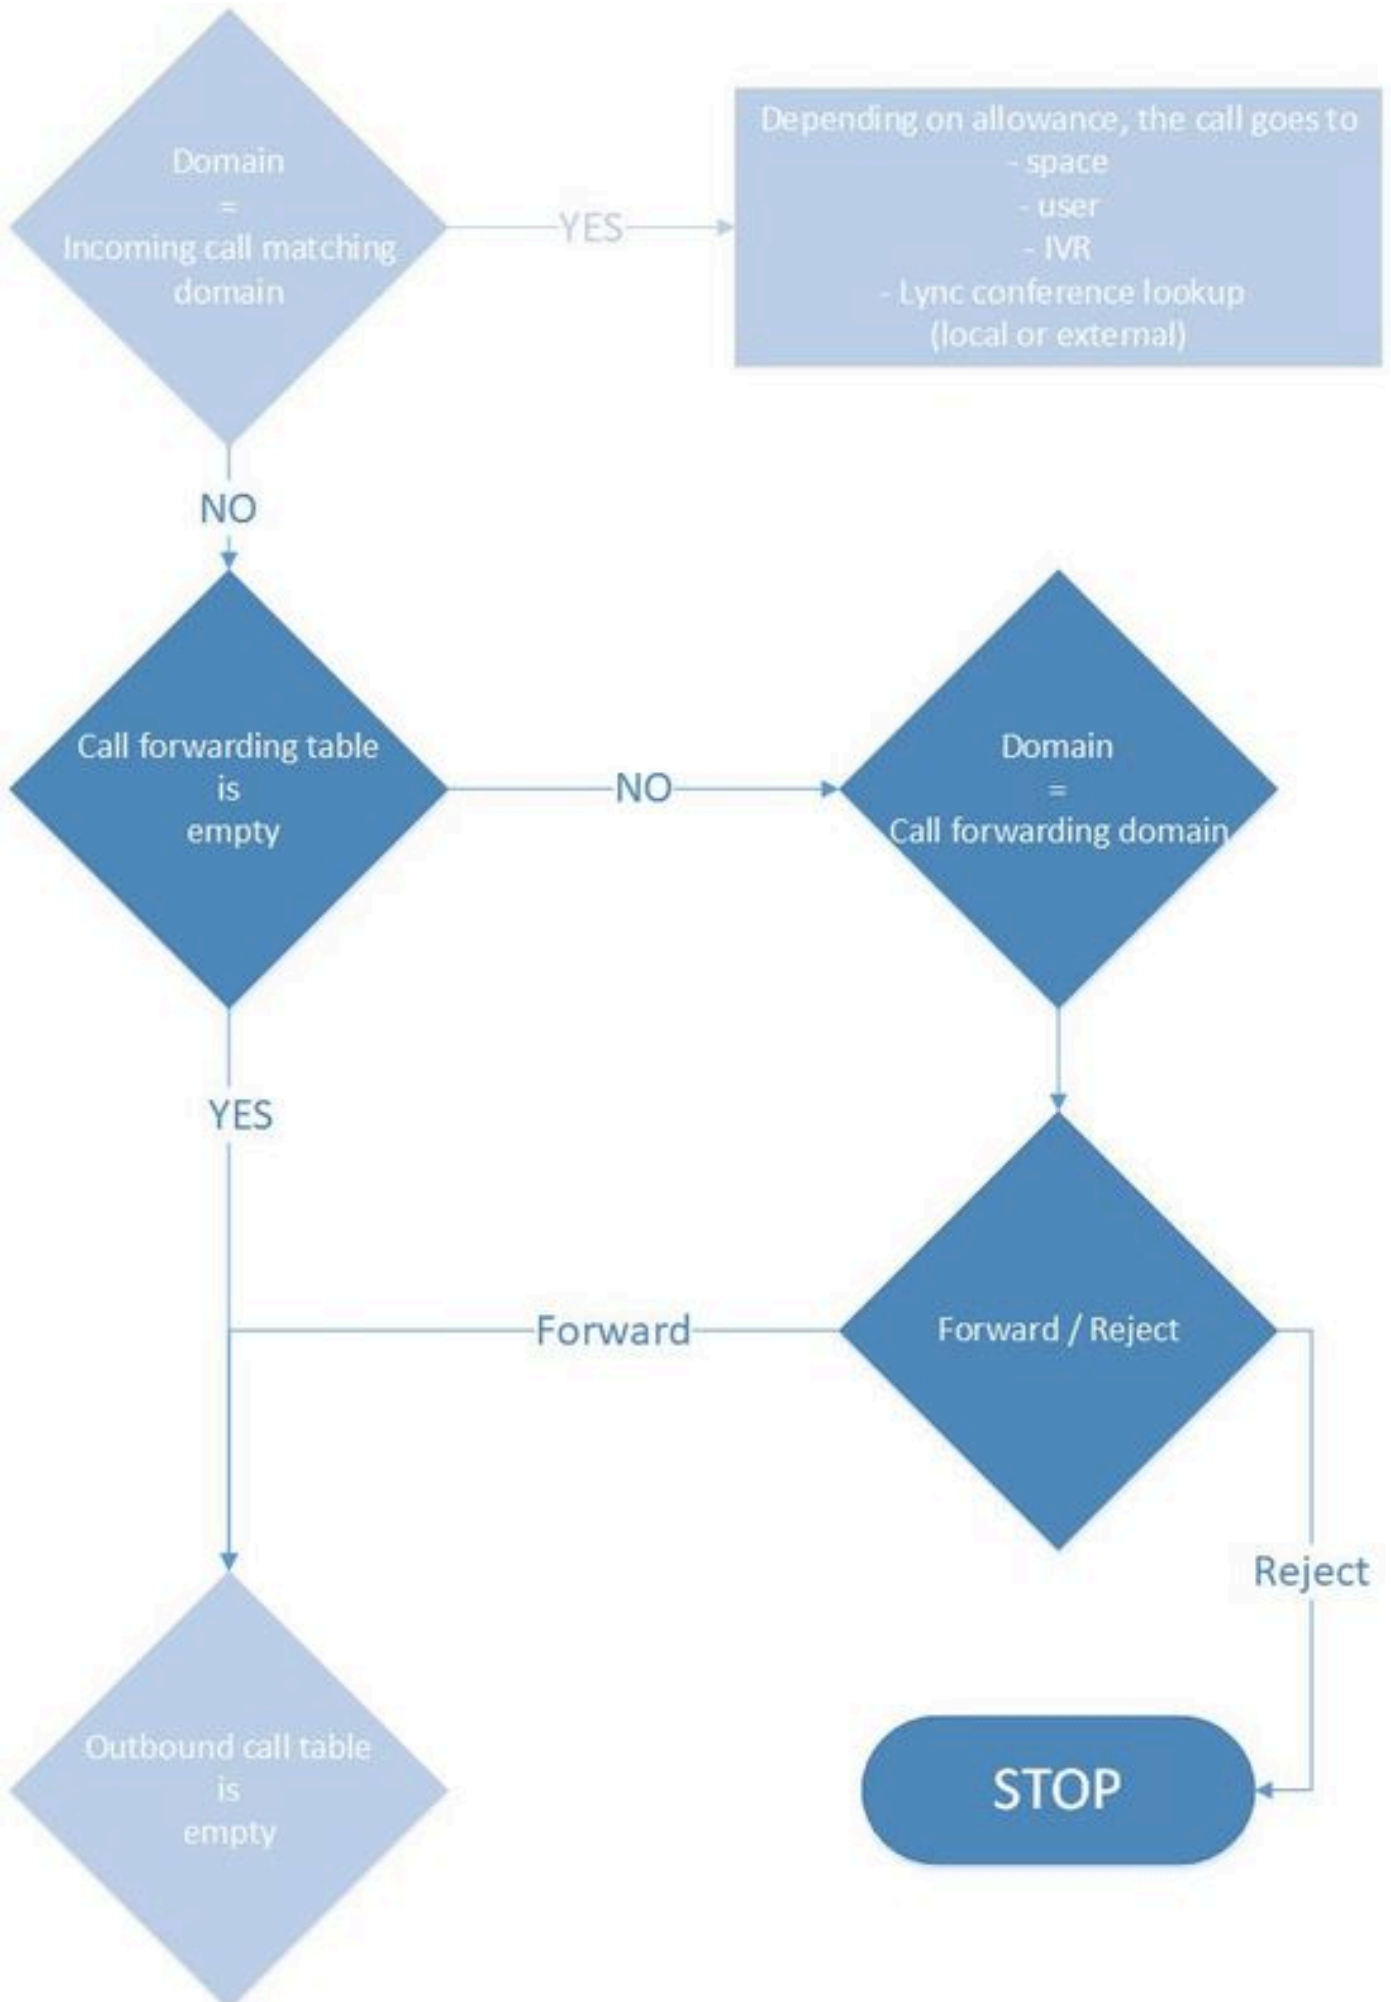 Domain
=
Incoming call matching
domain
YES
Depending on allowance, the call goes to
- space
- user
- IVR
- Lync conference lookup
(local or external)
NO
Call forwarding table
is
empty
NO
Domain
=
Call forwarding domain
YES
Forward
Forward / Reject
Reject
Outbound call table
is
empty
STOP